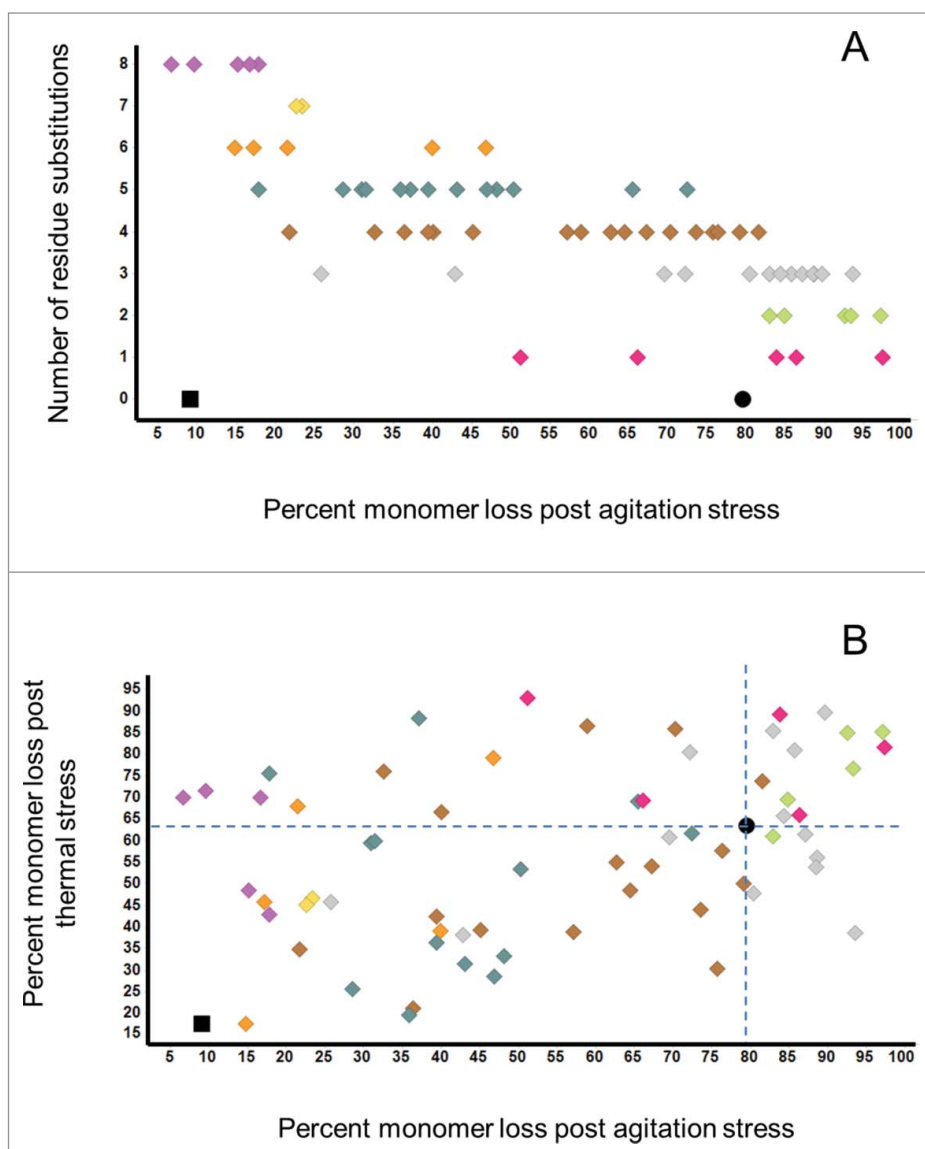 A
Number of residue substitutions
8
7
6
5
4
3
2
1
0
5 10 15 20 25 30 35 40 45 50 55 60 65 70 75 80 85 90 95 100
Percent monomer loss post agitation stress
B
Percent monomer loss post
thermal stress
95
90
85
80
75
70
65
60
55
50
45
40
35
30
25
20
15
5 10 15 20 25 30 35 40 45 50 55 60 65 70 75 80 85 90 95 100
Percent monomer loss post agitation stress